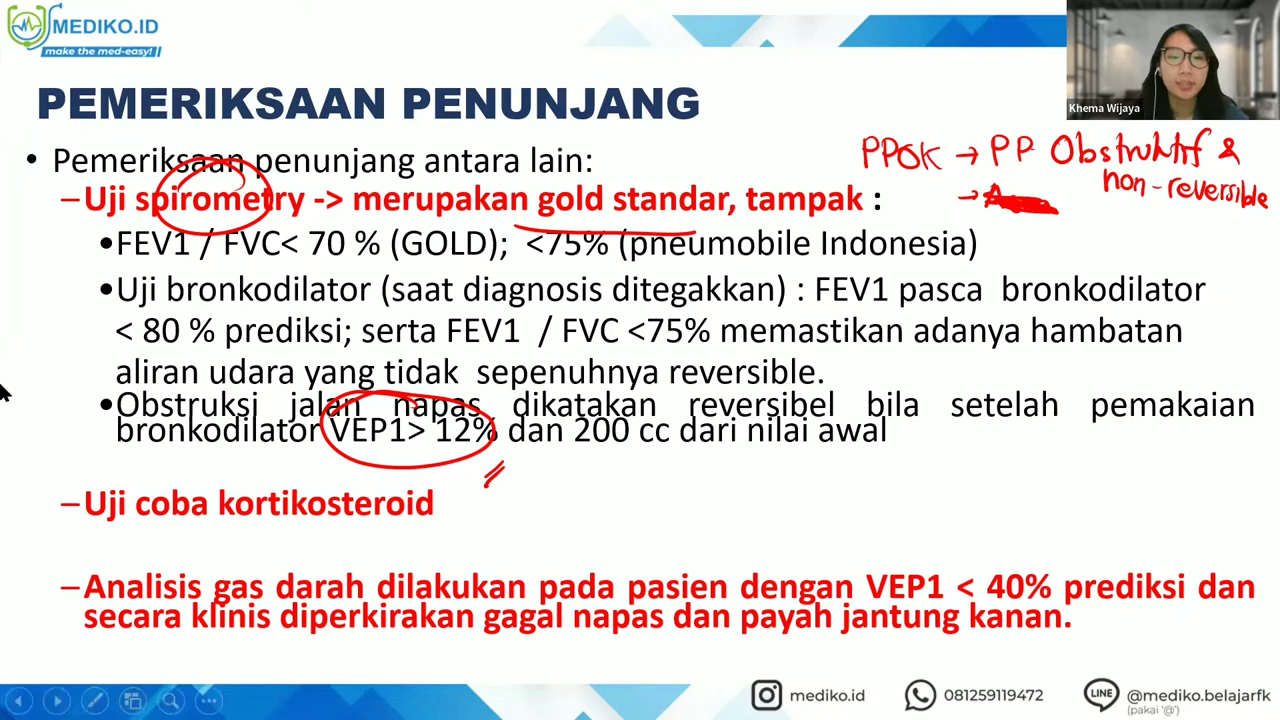 MEDIKO.ID
make the med-easy!
Khema Wijaya
PEMERIKSAAN PENUNJANG
PPOK → PP Obstruktif &
non-reversible
→
• Pemeriksaan penunjang antara lain:
–Uji spirometry -> merupakan gold standar, tampak :
•FEV1 / FVC< 70 % (GOLD); <75% (pneumobile Indonesia)
•Uji bronkodilator (saat diagnosis ditegakkan) : FEV1 pasca bronkodilator
< 80 % prediksi; serta FEV1 / FVC <75% memastikan adanya hambatan
aliran udara yang tidak sepenuhnya reversible.
•Obstruksi jalan napas dikatakan reversibel bila setelah pemakaian
bronkodilator VEP1> 12% dan 200 cc dari nilai awal
–Uji coba kortikosteroid
–Analisis gas darah dilakukan pada pasien dengan VEP1 < 40% prediksi dan
secara klinis diperkirakan gagal napas dan payah jantung kanan.
mediko.id
081259119472
LINE
@mediko.belajarfk
(pakai '@')